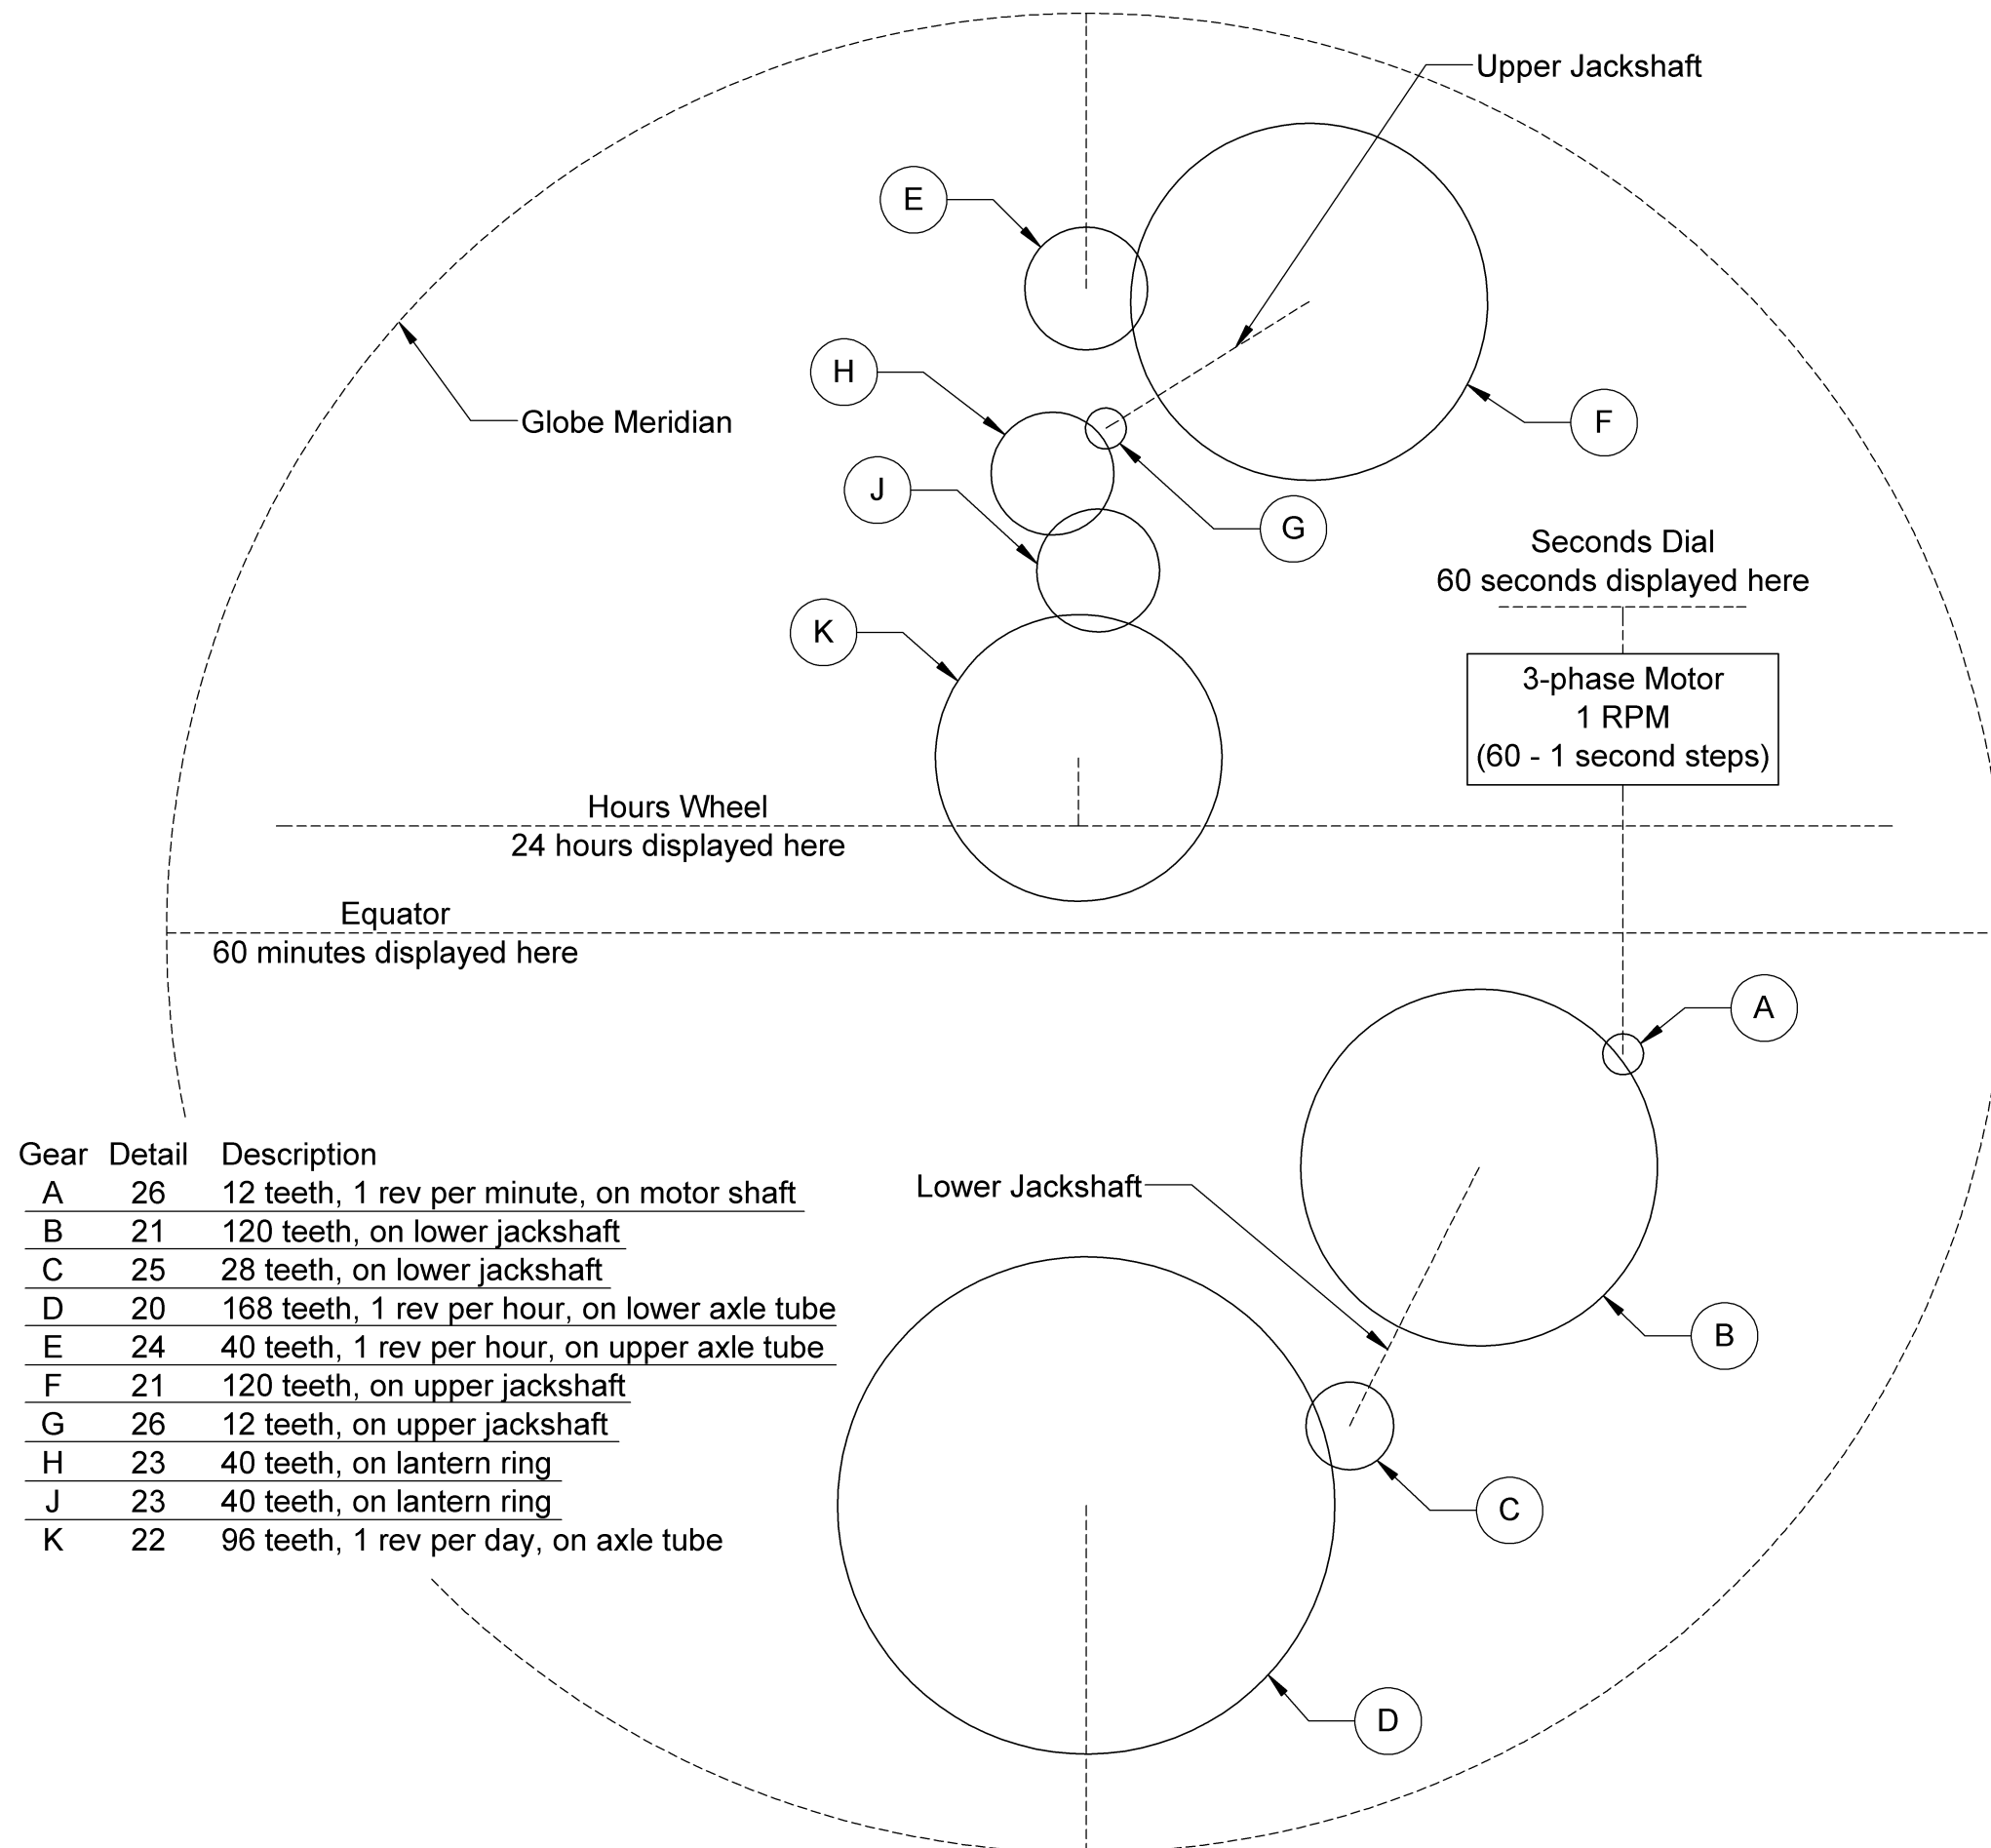 Upper Jackshaft
E
H
Globe Meridian
F
J
G
Seconds Dial
60 seconds displayed here
K
3-phase Motor
1 RPM
(60 - 1 second steps)
Hours Wheel
24 hours displayed here
Equator
60 minutes displayed here
A
Gear Detail Description
A 26 12 teeth, 1 rev per minute, on motor shaft
B 21 120 teeth, on lower jackshaft
C 25 28 teeth, on lower jackshaft
D 20 168 teeth, 1 rev per hour, on lower axle tube
E 24 40 teeth, 1 rev per hour, on upper axle tube
F 21 120 teeth, on upper jackshaft
G 26 12 teeth, on upper jackshaft
H 23 40 teeth, on lantern ring
J 23 40 teeth, on lantern ring
K 22 96 teeth, 1 rev per day, on axle tube
Lower Jackshaft
B
C
D